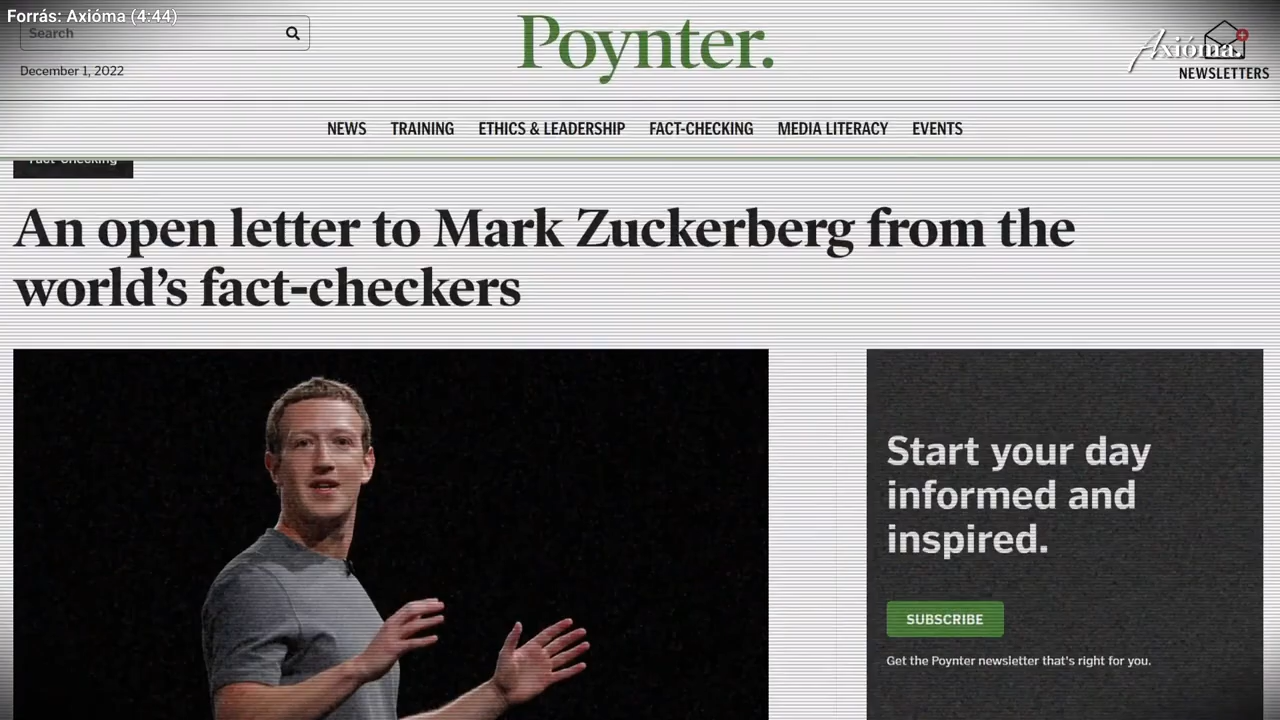 Forrás: Axióma (4:44)
Search
Poynter.
Axióma.
December 1, 2022
NEWSLETTERS
NEWS TRAINING ETHICS & LEADERSHIP FACT-CHECKING MEDIA LITERACY EVENTS
Fact-Checking
An open letter to Mark Zuckerberg from the
world’s fact-checkers
Start your day
informed and
inspired.
SUBSCRIBE
Get the Poynter newsletter that's right for you.